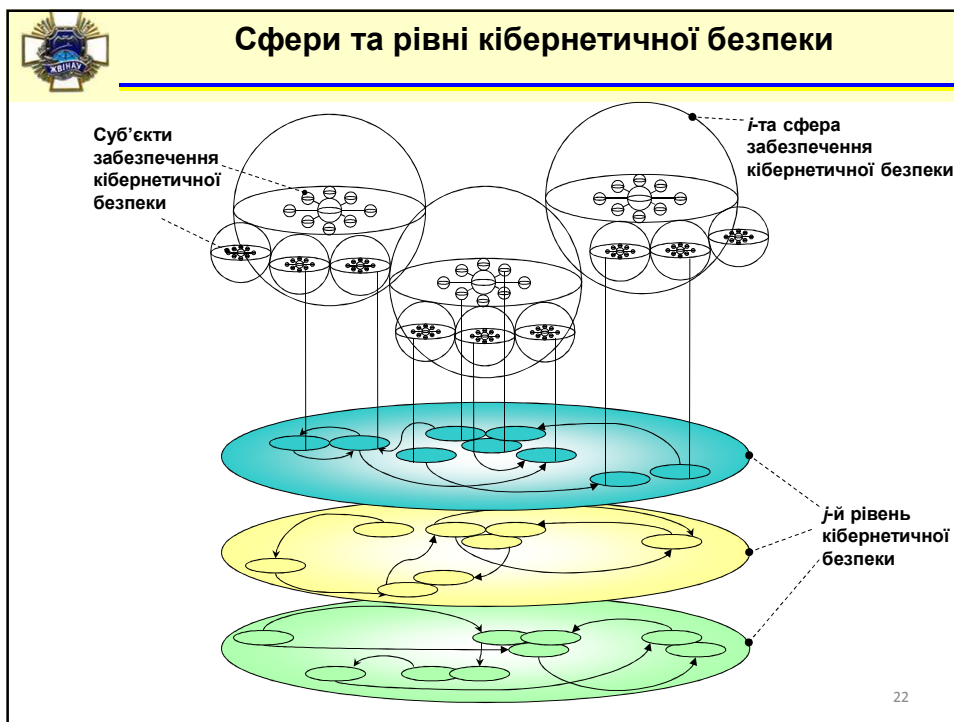 Сфери та рівні кібернетичної безпеки
ЖВІНАУ
Суб’єкти
забезпечення
кібернетичної
безпеки
i-та сфера
забезпечення
кібернетичної безпеки
j-й рівень
кібернетичної
безпеки
22